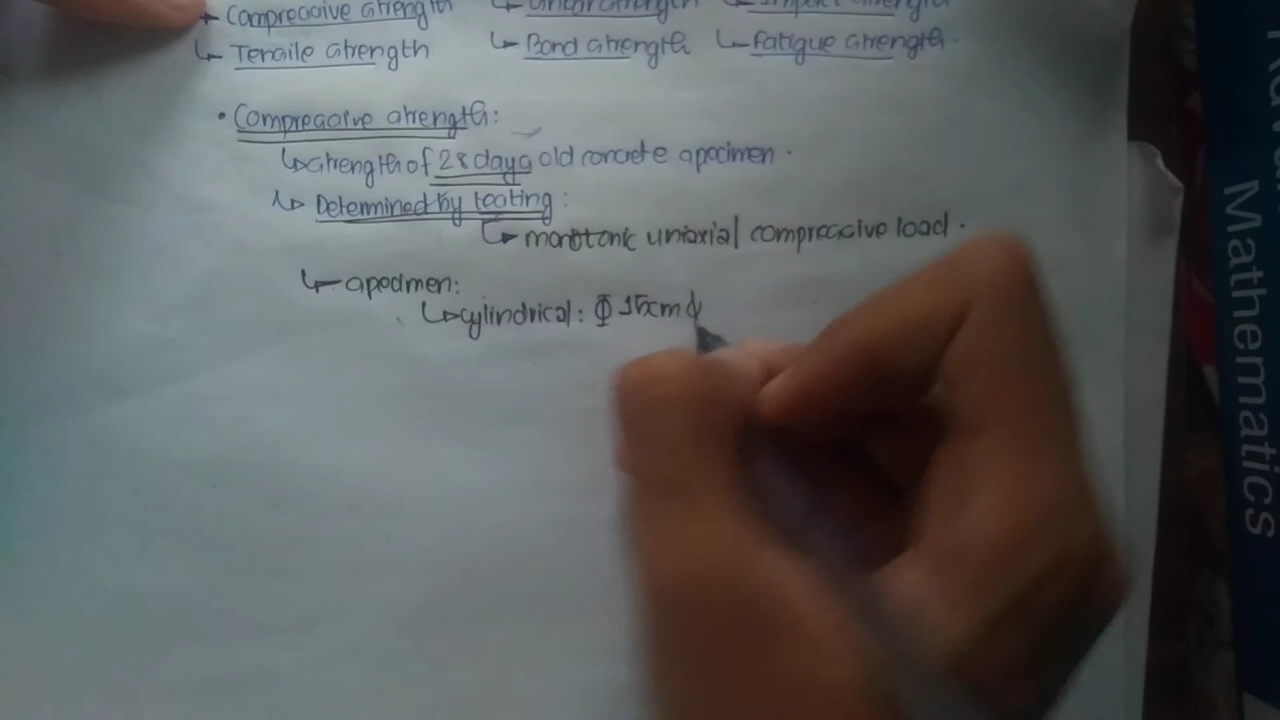 Compressive strength
Tensile strength Bond strength Fatigue strength.
• Compressive strength:
strength of 28 days old concrete specimen.
Determined by testing:
monotonic uniaxial compressive load.
specimen:
cylindrical: Φ 15cm
Mathematics